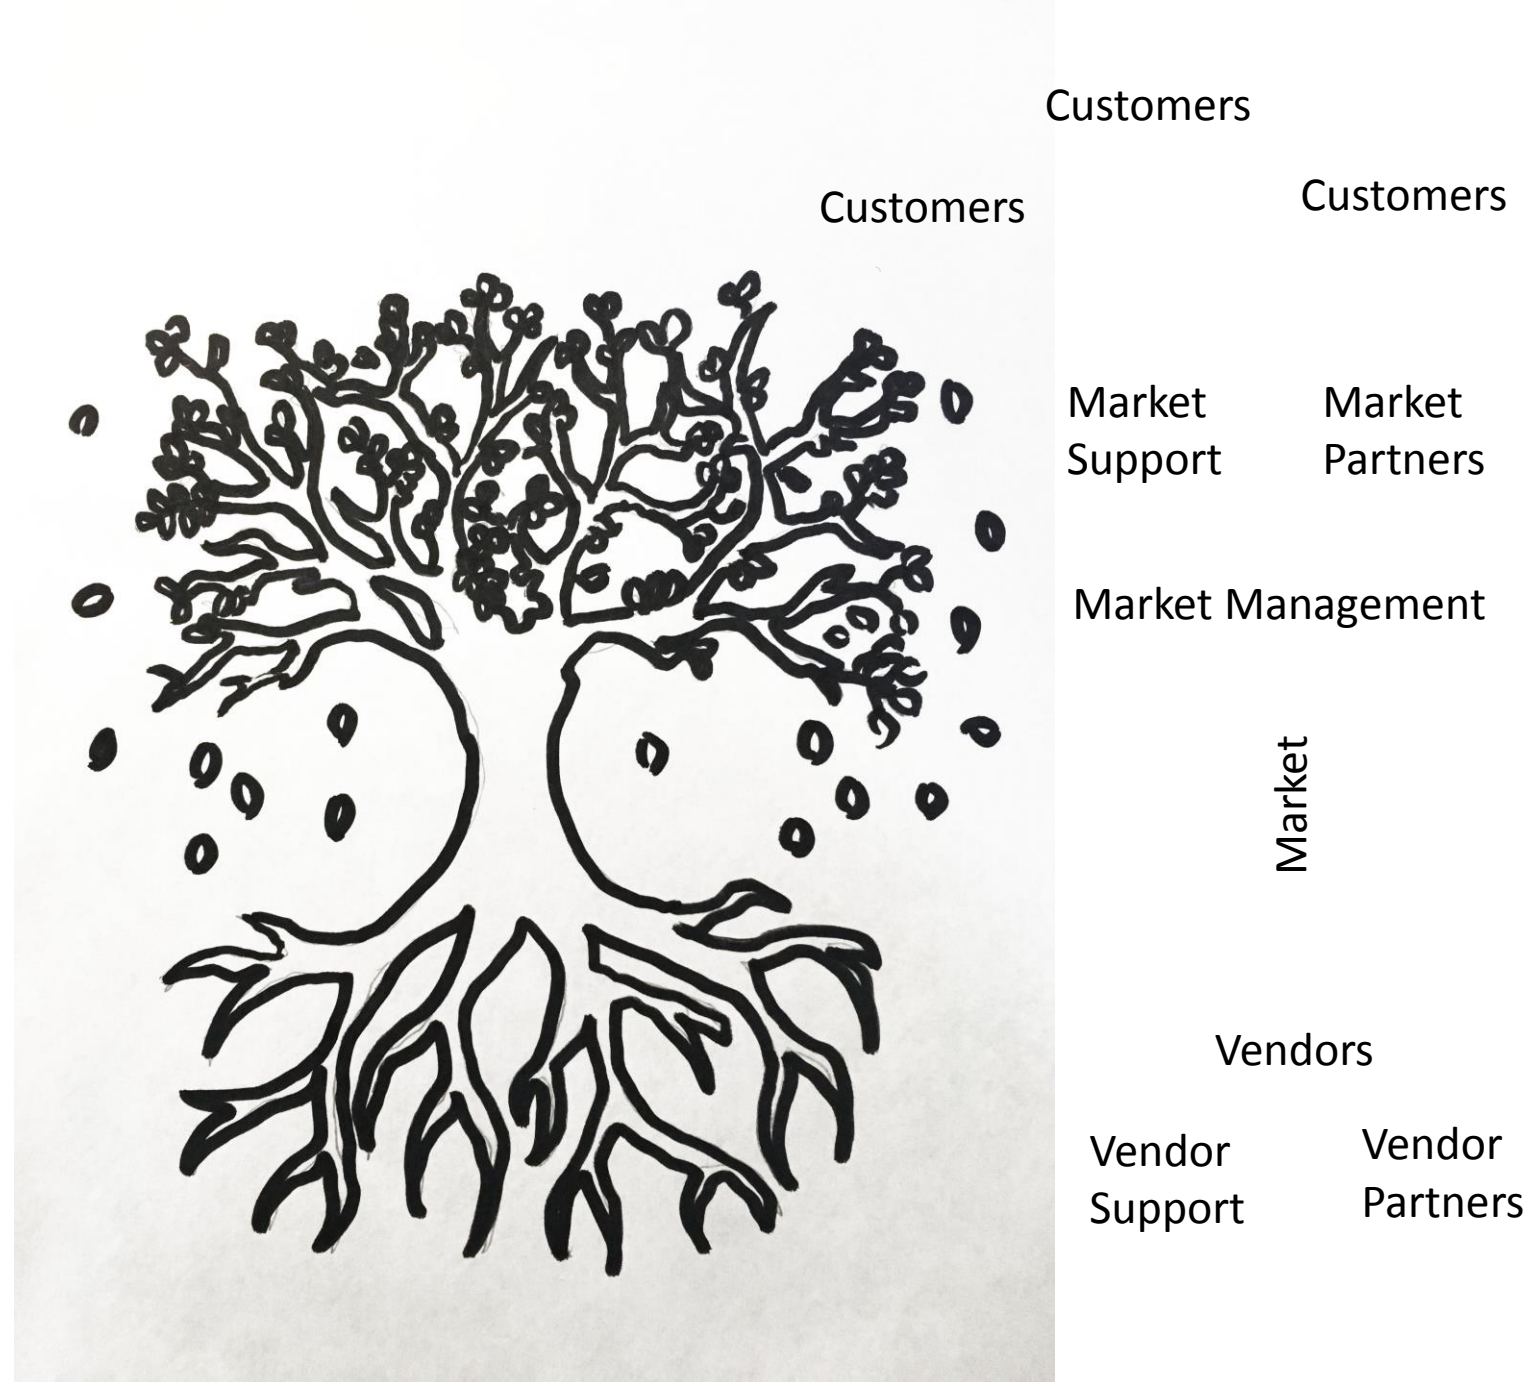 Customers
Customers
Customers
Market
Support
Market
Partners
Market Management
Market
Vendors
Vendor
Support
Vendor
Partners